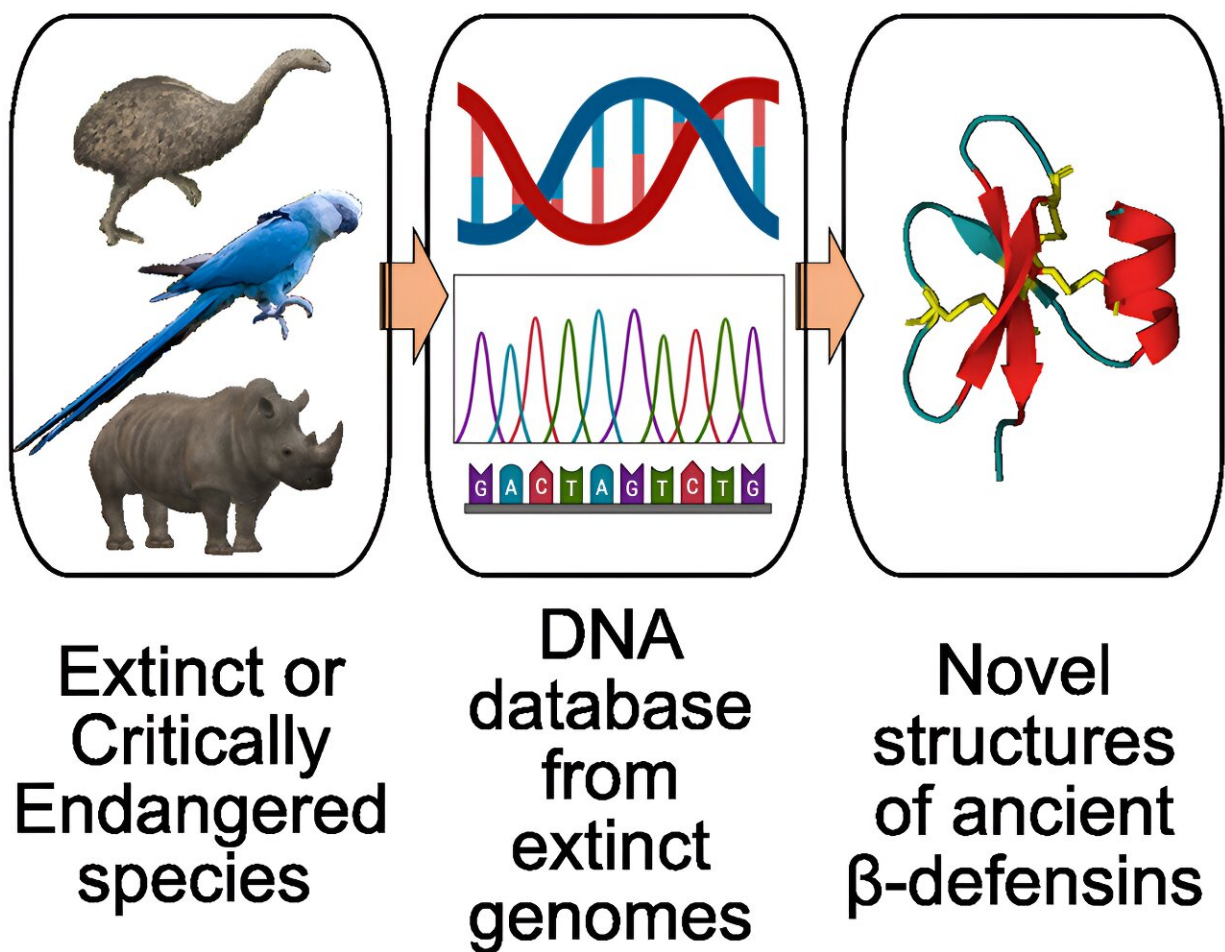 G A C T A G T C T G
Extinct or
Critically
Endangered
species
DNA
database
from
extinct
genomes
Novel
structures
of ancient
β-defensins